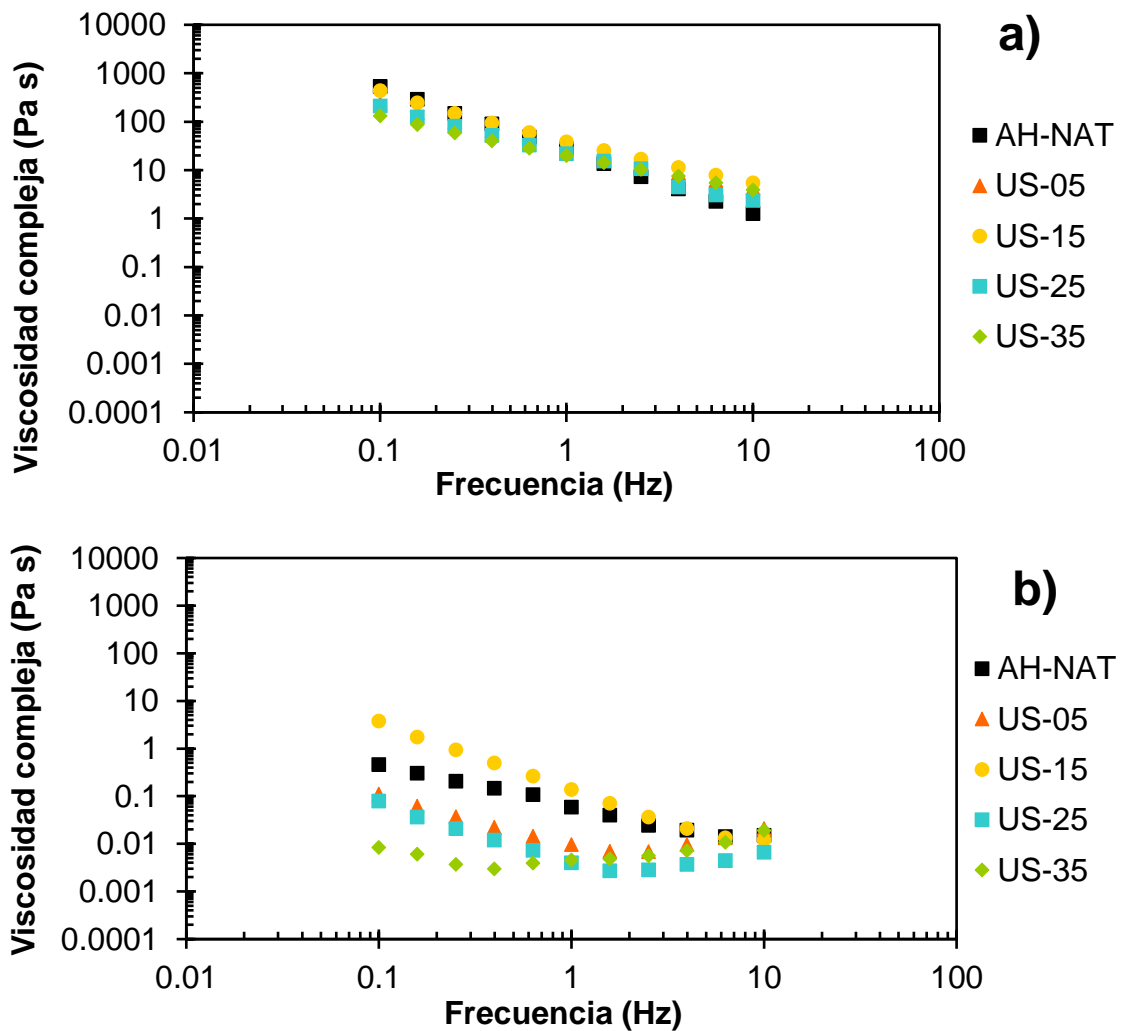 a)
Viscosidad compleja (Pa s)
10000
1000
100
10
1
0.1
0.01
0.001
0.0001
0.01 0.1 1 10 100
Frecuencia (Hz)
AH-NAT
US-05
US-15
US-25
US-35
b)
Viscosidad compleja (Pa s)
10000
1000
100
10
1
0.1
0.01
0.001
0.0001
0.01 0.1 1 10 100
Frecuencia (Hz)
AH-NAT
US-05
US-15
US-25
US-35